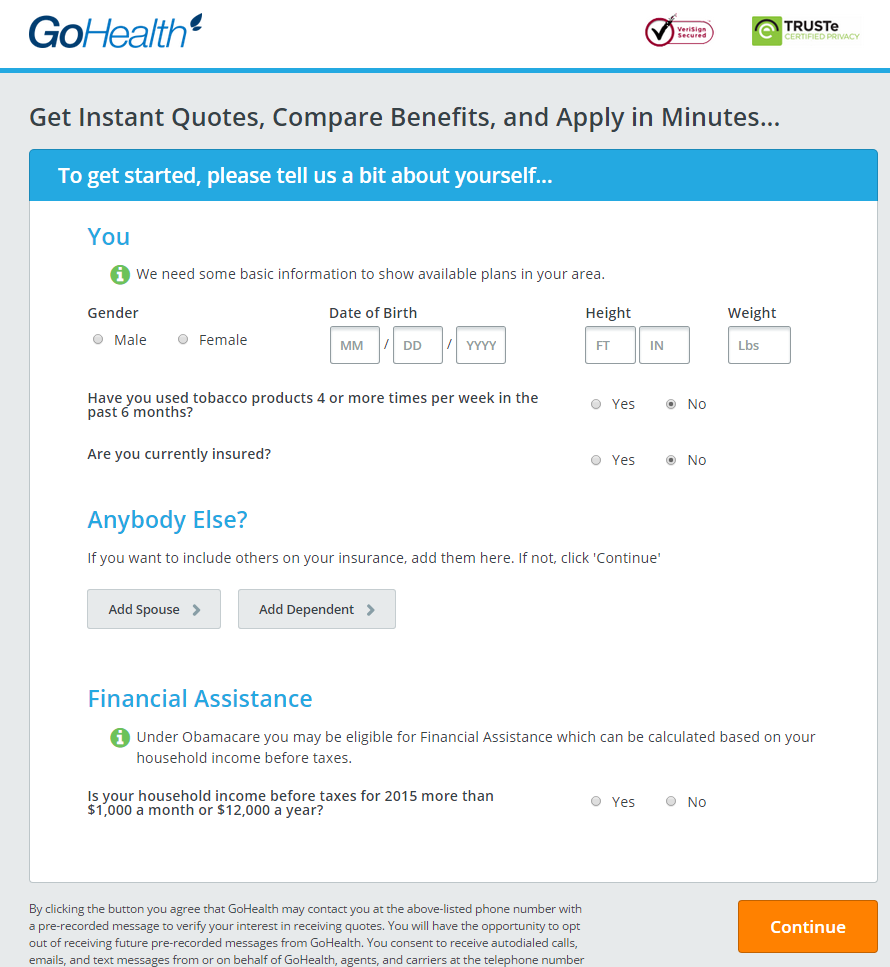 GoHealth
VeriSign
Secured
TRUSTe
CERTIFIED PRIVACY
Get Instant Quotes, Compare Benefits, and Apply in Minutes...
To get started, please tell us a bit about yourself...
You
We need some basic information to show available plans in your area.
Gender Date of Birth Height Weight
Male Female MM / DD / YYYY FT IN Lbs
Have you used tobacco products 4 or more times per week in the
past 6 months?
Yes No
Are you currently insured?
Yes No
Anybody Else?
If you want to include others on your insurance, add them here. If not, click 'Continue'
Add Spouse Add Dependent
Financial Assistance
Under Obamacare you may be eligible for Financial Assistance which can be calculated based on your
household income before taxes.
Is your household income before taxes for 2015 more than
$1,000 a month or $12,000 a year?
Yes No
By clicking the button you agree that GoHealth may contact you at the above-listed phone number with
a pre-recorded message to verify your interest in receiving quotes. You will have the opportunity to opt
out of receiving future pre-recorded messages from GoHealth. You consent to receive autodialed calls,
emails, and text messages from or on behalf of GoHealth, agents, and carriers at the telephone number
Continue